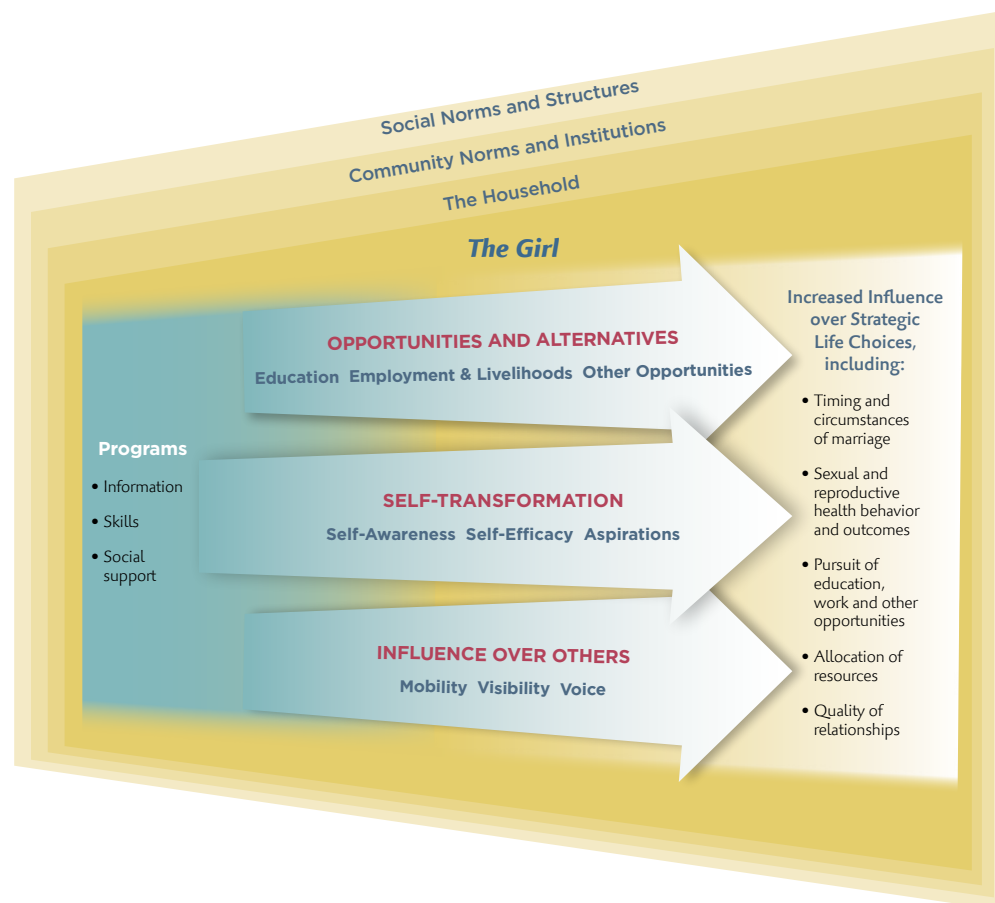 Social Norms and Structures
Community Norms and Institutions
The Household
The Girl
Programs
• Information
• Skills
• Social
support
OPPORTUNITIES AND ALTERNATIVES
Education Employment & Livelihoods Other Opportunities
SELF-TRANSFORMATION
Self-Awareness Self-Efficacy Aspirations
INFLUENCE OVER OTHERS
Mobility Visibility Voice
Increased Influence
over Strategic
Life Choices,
including:
• Timing and
circumstances
of marriage
• Sexual and
reproductive
health behavior
and outcomes
• Pursuit of
education,
work and other
opportunities
• Allocation of
resources
• Quality of
relationships